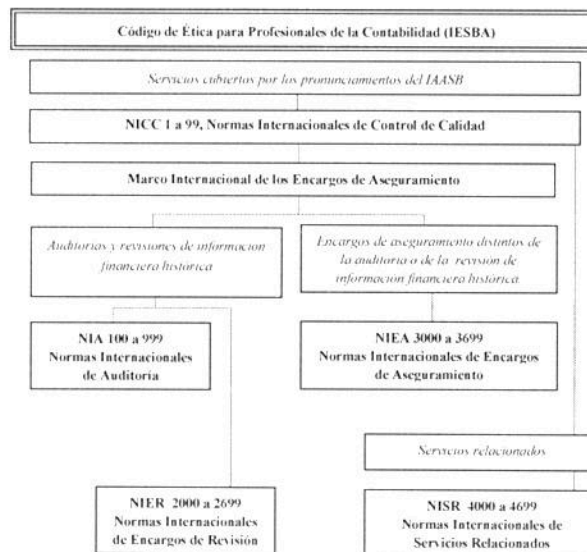 Código de Ética para Profesionales de la Contabilidad (IESBA)
Servicios cubiertos por los pronunciamientos del IAASB
NICC 1 a 99, Normas Internacionales de Control de Calidad
Marco Internacional de los Encargos de Aseguramiento
Auditorías y revisiones de información
financiera histórica
Encargos de aseguramiento distintos de
la auditoría o de la revisión de
información financiera histórica.
NIA 100 a 999
Normas Internacionales
de Auditoría
NIEA 3000 a 3699
Normas Internacionales de Encargos
de Aseguramiento
Servicios relacionados
NIER 2000 a 2699
Normas Internacionales
de Encargos de Revisión
NISR 4000 a 4699
Normas Internacionales de
Servicios Relacionados